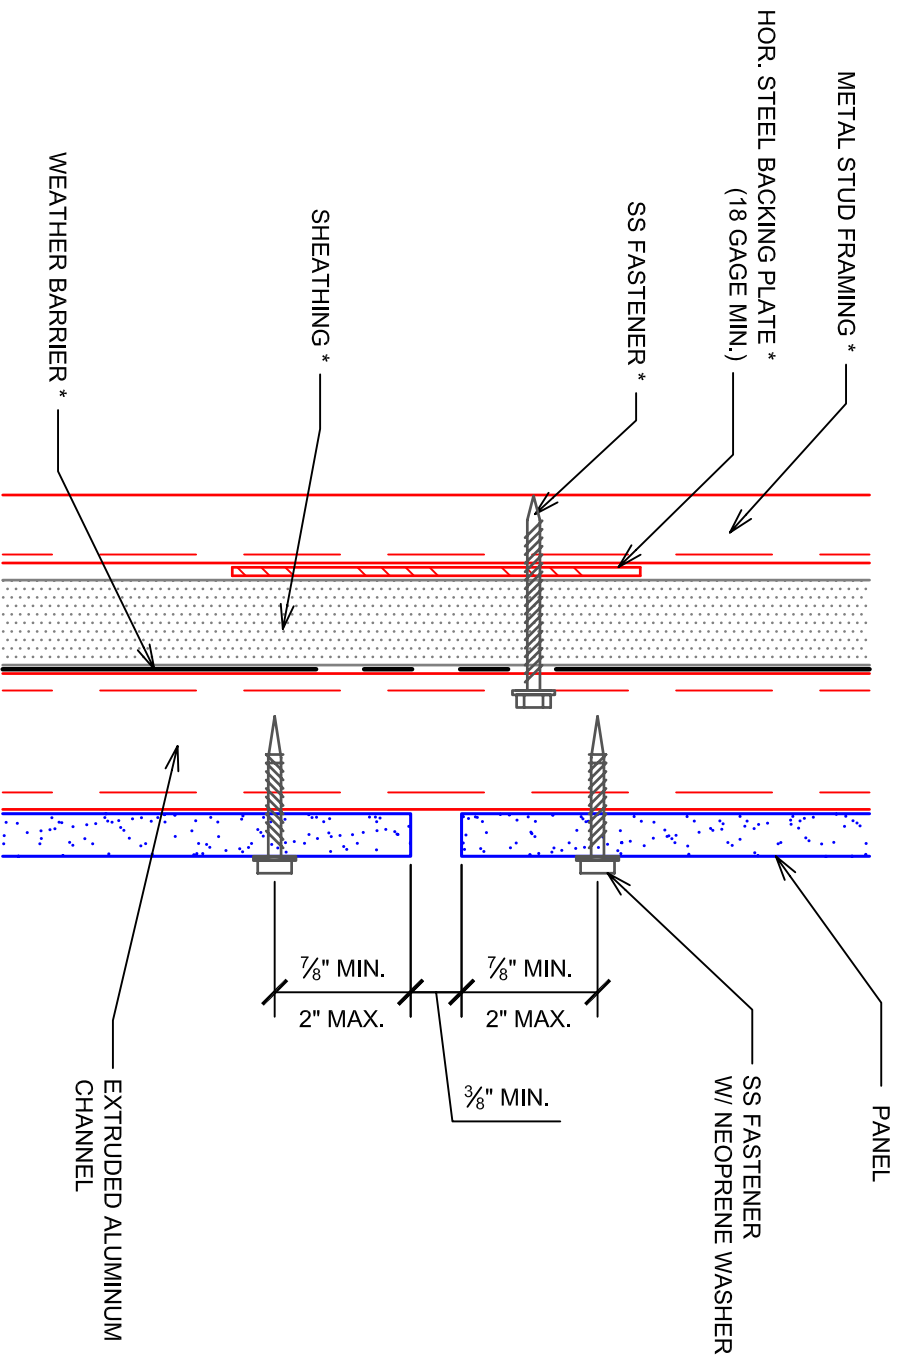 METAL STUD FRAMING *
HOR. STEEL BACKING PLATE *
(18 GAGE MIN.)
SS FASTENER *
SHEATHING *
WEATHER BARRIER *
PANEL
SS FASTENER
W/ NEOPRENE WASHER
EXTRUDED ALUMINUM
CHANNEL
⅞" MIN.
2" MAX.
⅞" MIN.
2" MAX.
⅜" MIN.